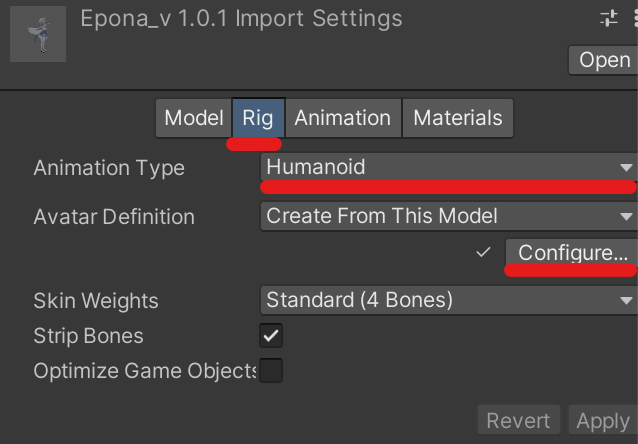 Epona_v 1.0.1 Import Settings
Open
Model Rig Animation Materials
Animation Type Humanoid
Avatar Definition Create From This Model
Configure...
Skin Weights Standard (4 Bones)
Strip Bones
Optimize Game Objects
Revert Apply